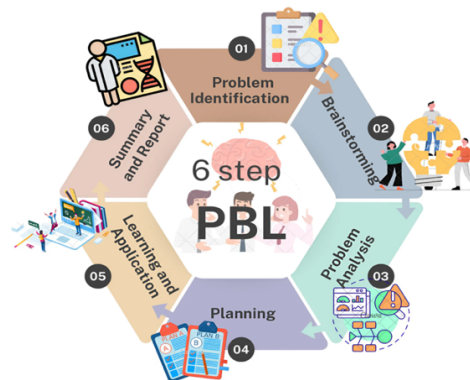 01
Problem
Identification
02
Brainstorming
03
Problem
Analysis
04
Planning
05
Learning and
Application
06
Summary
and Report
6 step
PBL
A
PLAN B
B